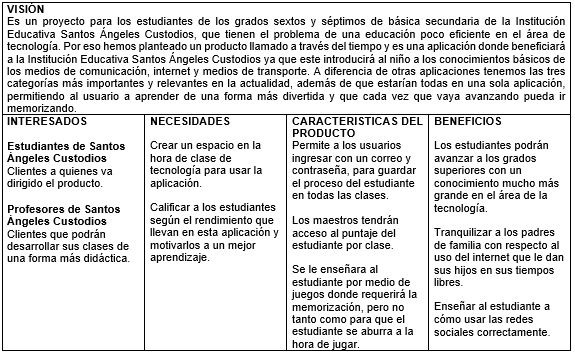 VISIÓN
Es un proyecto para los estudiantes de los grados sextos y séptimos de básica secundaria de la Institución
Educativa Santos Ángeles Custodios, que tienen el problema de una educación poco eficiente en el área de
tecnología. Por eso hemos planteado un producto llamado a través del tiempo y es una aplicación donde beneficiará
a la Institución Educativa Santos Ángeles Custodios ya que este introducirá al niño a los conocimientos básicos de
los medios de comunicación, internet y medios de transporte. A diferencia de otras aplicaciones tenemos las tres
categorías más importantes y relevantes en la actualidad, además de que estarían todas en una sola aplicación,
permitiendo al usuario a aprender de una forma más divertida y que cada vez que vaya avanzando pueda ir
memorizando.
INTERESADOS
Estudiantes de Santos
Ángeles Custodios
Clientes a quienes va
dirigido el producto.
Profesores de Santos
Ángeles Custodios
Clientes que podrán
desarrollar sus clases de
una forma más didáctica.
NECESIDADES
Crear un espacio en la
hora de clase de
tecnología para usar la
aplicación.
Calificar a los estudiantes
según el rendimiento que
llevan en esta aplicación y
motivarlos a un mejor
aprendizaje.
CARACTERISTICAS DEL
PRODUCTO
Permite a los usuarios
ingresar con un correo y
contraseña, para guardar
el proceso del estudiante
en todas las clases.
Los maestros tendrán
acceso al puntaje del
estudiante por clase.
Se le enseñara al
estudiante por medio de
juegos donde requerirá la
memorización, pero no
tanto como para que el
estudiante se aburra a la
hora de jugar.
BENEFICIOS
Los estudiantes podrán
avanzar a los grados
superiores con un
conocimiento mucho más
grande en el área de la
tecnología.
Tranquilizar a los padres
de familia con respecto al
uso del internet que le dan
sus hijos en sus tiempos
libres.
Enseñar al estudiante a
cómo usar las redes
sociales correctamente.